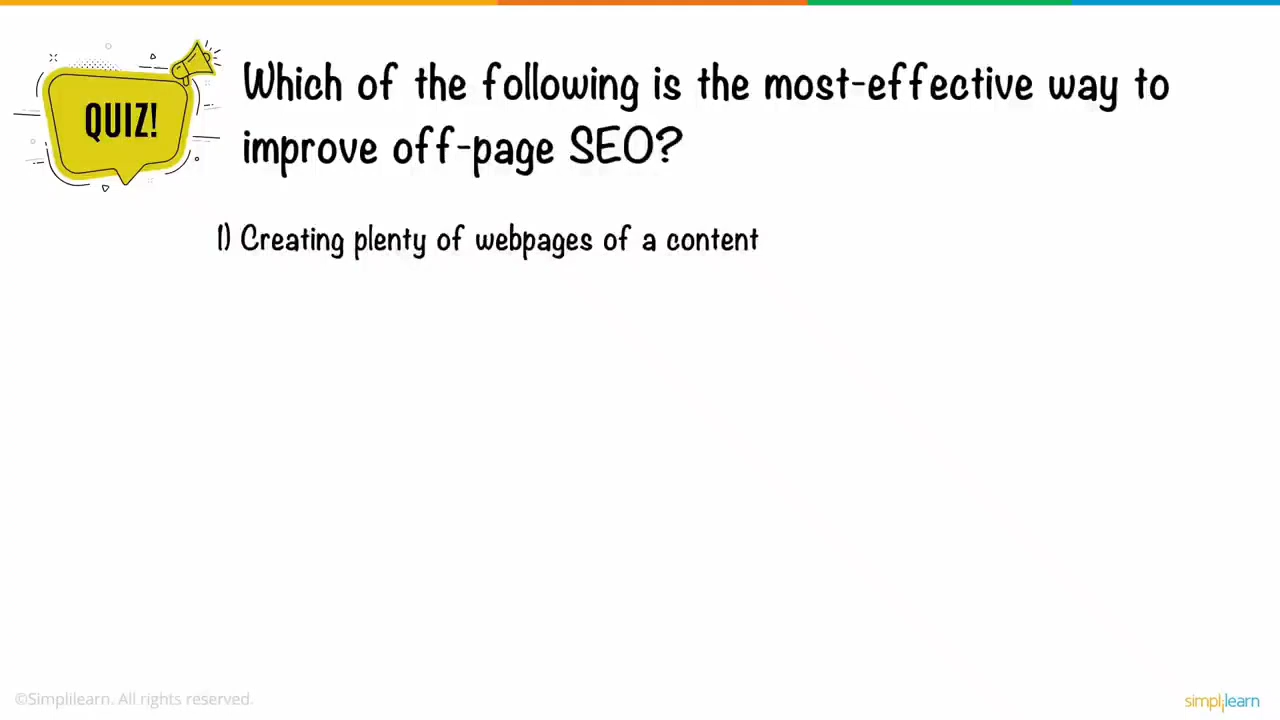 QUIZ!
Which of the following is the most-effective way to
improve off-page SEO?
1) Creating plenty of webpages of a content
©Simplilearn. All rights reserved.
simplilearn